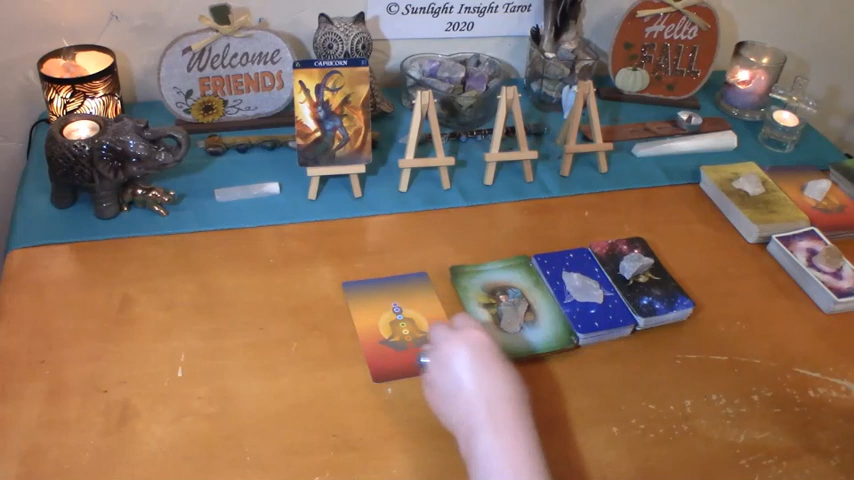 © Sunlight Insight Tarot
2020
Welcome
FRIENDS
CAPRICORN
Hello
FALL